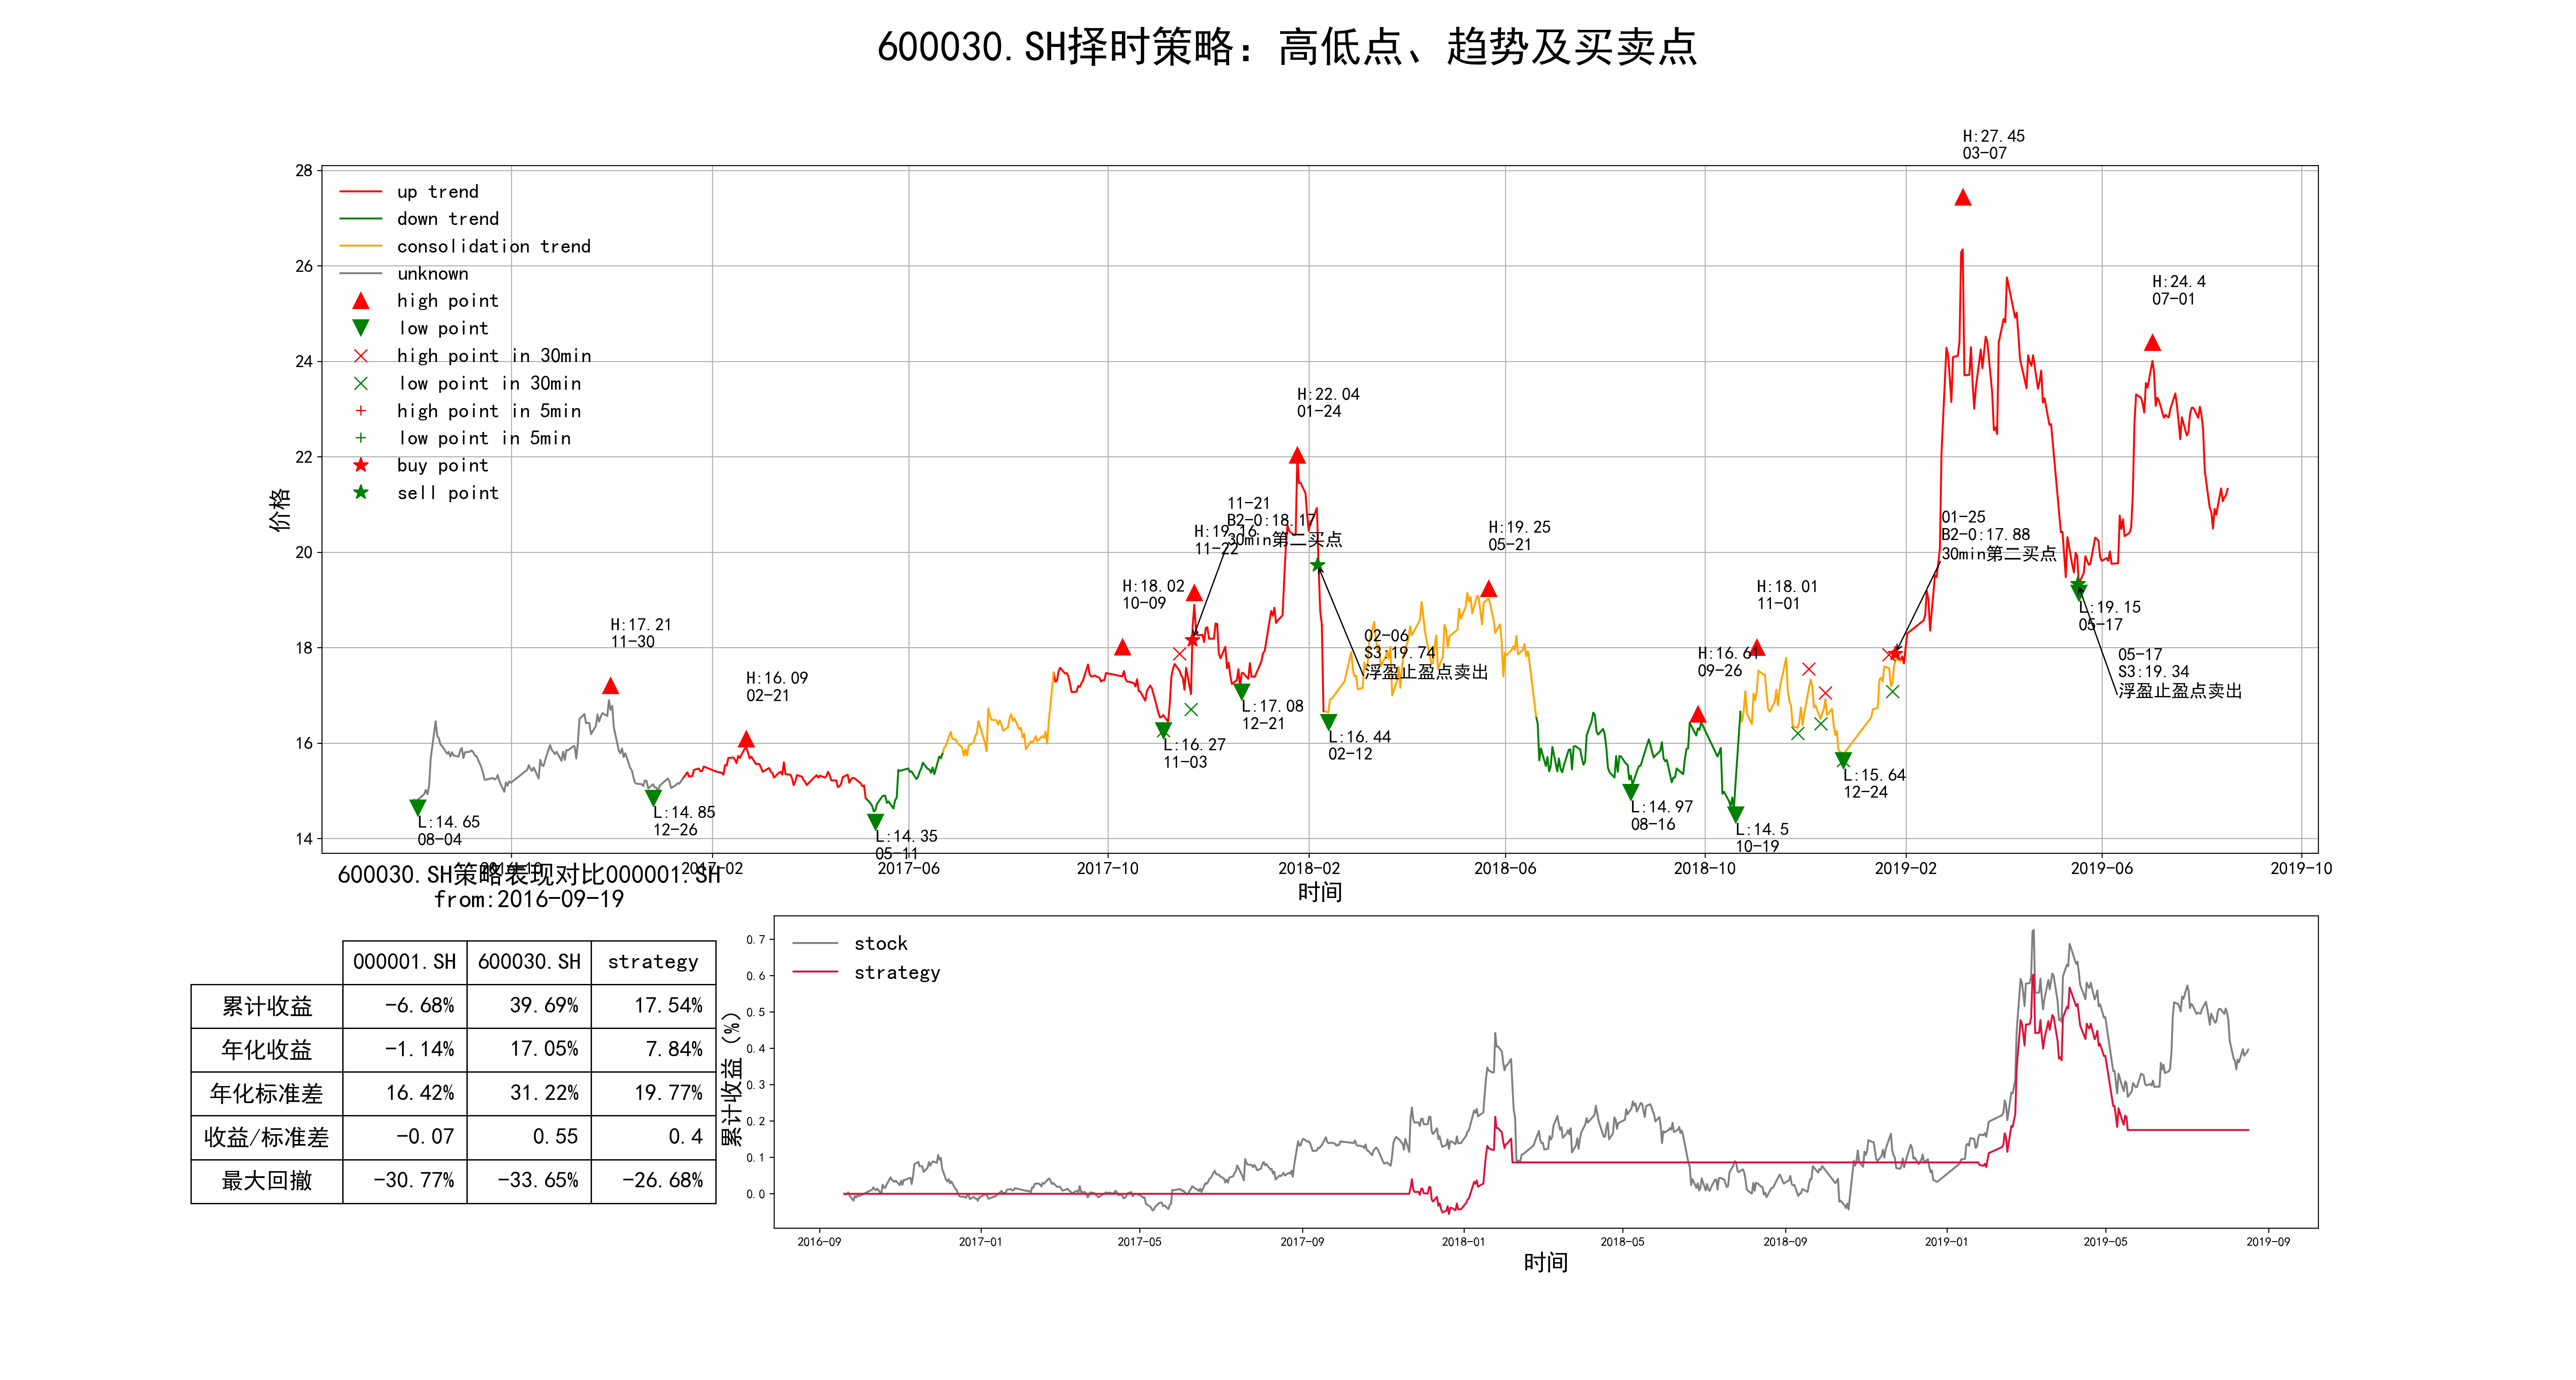 600030.SH择时策略：高低点、趋势及买卖点
H:27.45
03-07
28
26
24
22
20
18
16
14
价格
up trend
down trend
consolidation trend
unknown
high point
low point
high point in 30min
low point in 30min
high point in 5min
low point in 5min
buy point
sell point
L:14.65
08-04
H:17.21
11-30
L:14.85
12-26
H:16.09
02-21
L:14.35
05-11
H:18.02
10-09
L:16.27
11-03
H:19.16
11-22
11-21
B2-0:18.17
30min第二买点
L:17.08
12-21
H:22.04
01-24
02-06
S3:19.74
浮盈止盈点卖出
L:16.44
02-12
H:19.25
05-21
L:14.97
08-16
H:16.61
09-26
L:14.5
10-19
H:18.01
11-01
L:15.64
12-24
01-25
B2-0:17.88
30min第二买点
L:19.15
05-17
05-17
S3:19.34
浮盈止盈点卖出
H:24.4
07-01
2016-10
2017-02
2017-06
2017-10
2018-02
2018-06
2018-10
2019-02
2019-06
2019-10
时间
600030.SH策略表现对比000001.SH
from:2016-09-19
000001.SH 600030.SH strategy
累计收益 -6.68% 39.69% 17.54%
年化收益 -1.14% 17.05% 7.84%
年化标准差 16.42% 31.22% 19.77%
收益/标准差 -0.07 0.55 0.4
最大回撤 -30.77% -33.65% -26.68%
累计收益 (%)
0.7
0.6
0.5
0.4
0.3
0.2
0.1
0.0
stock
strategy
2016-09
2017-01
2017-05
2017-09
2018-01
2018-05
2018-09
2019-01
2019-05
2019-09
时间